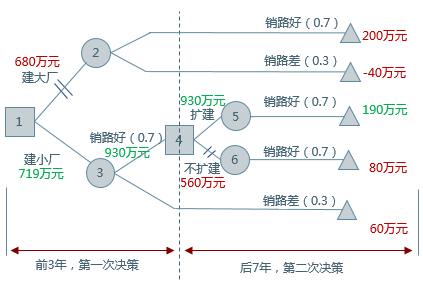 销路好（0.7）
200万元
680万元
2
建大厂
销路差（0.3）
-40万元
930万元
销路好（0.7）
190万元
扩建
5
1
销路好（0.7）
4
930万元
销路好（0.7）
建小厂
6
80万元
719万元
3
不扩建
560万元
销路差（0.3）
60万元
前3年，第一次决策
后7年，第二次决策